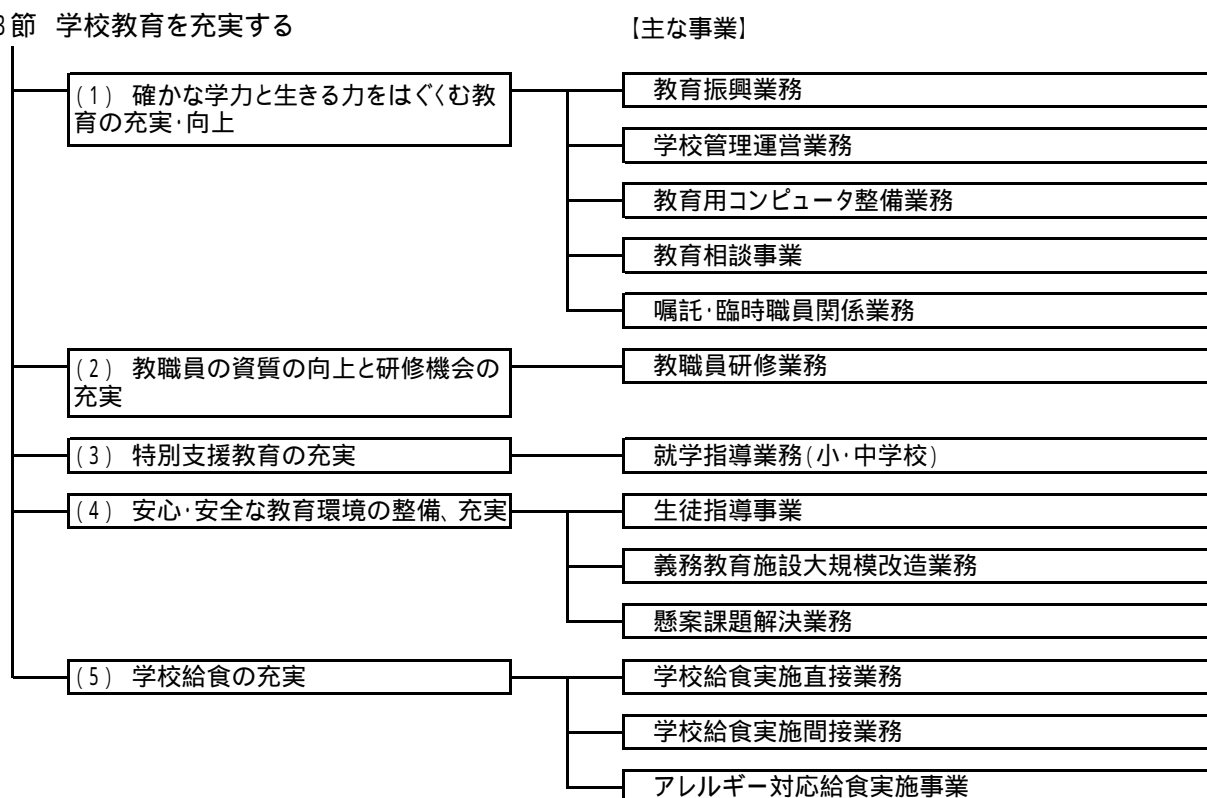 3節 学校教育を充実する
【主な事業】
(1) 確かな学力と生きる力をはぐくむ教
育の充実・向上
教育振興業務
学校管理運営業務
教育用コンピュータ整備業務
教育相談事業
嘱託・臨時職員関係業務
(2) 教職員の資質の向上と研修機会の
充実
教職員研修業務
(3) 特別支援教育の充実
就学指導業務(小・中学校)
(4) 安心・安全な教育環境の整備、充実
生徒指導事業
義務教育施設大規模改造業務
懸案課題解決業務
(5) 学校給食の充実
学校給食実施直接業務
学校給食実施間接業務
アレルギー対応給食実施事業